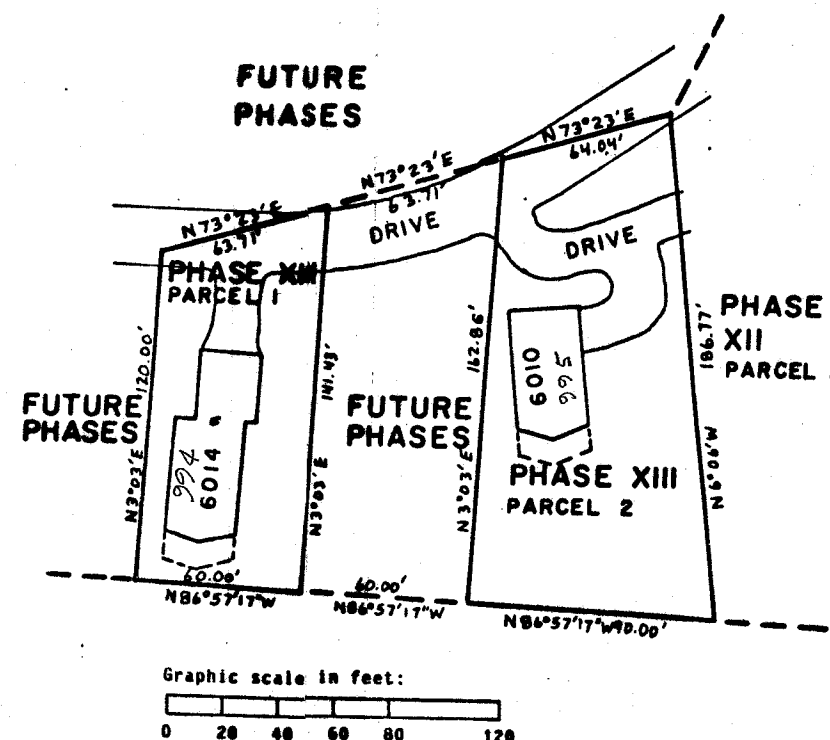 FUTURE
PHASES
N73°23'E
64.04'
N73°23'E
63.71'
DRIVE
N73°23'E
63.71'
DRIVE
PHASE XIII
PARCEL 1
PHASE
XII
PARCEL
120.00'
N3°03'E
141.43'
N3°03'E
162.86'
N3°03'E
186.77'
N6°06'W
FUTURE
PHASES
FUTURE
PHASES
6010
995
994
6014
PHASE XIII
PARCEL 2
60.00'
N86°57'17"W
60.00'
N86°57'17"W
N86°57'17"W 90.00'
Graphic scale in feet:
0 20 40 60 80 120